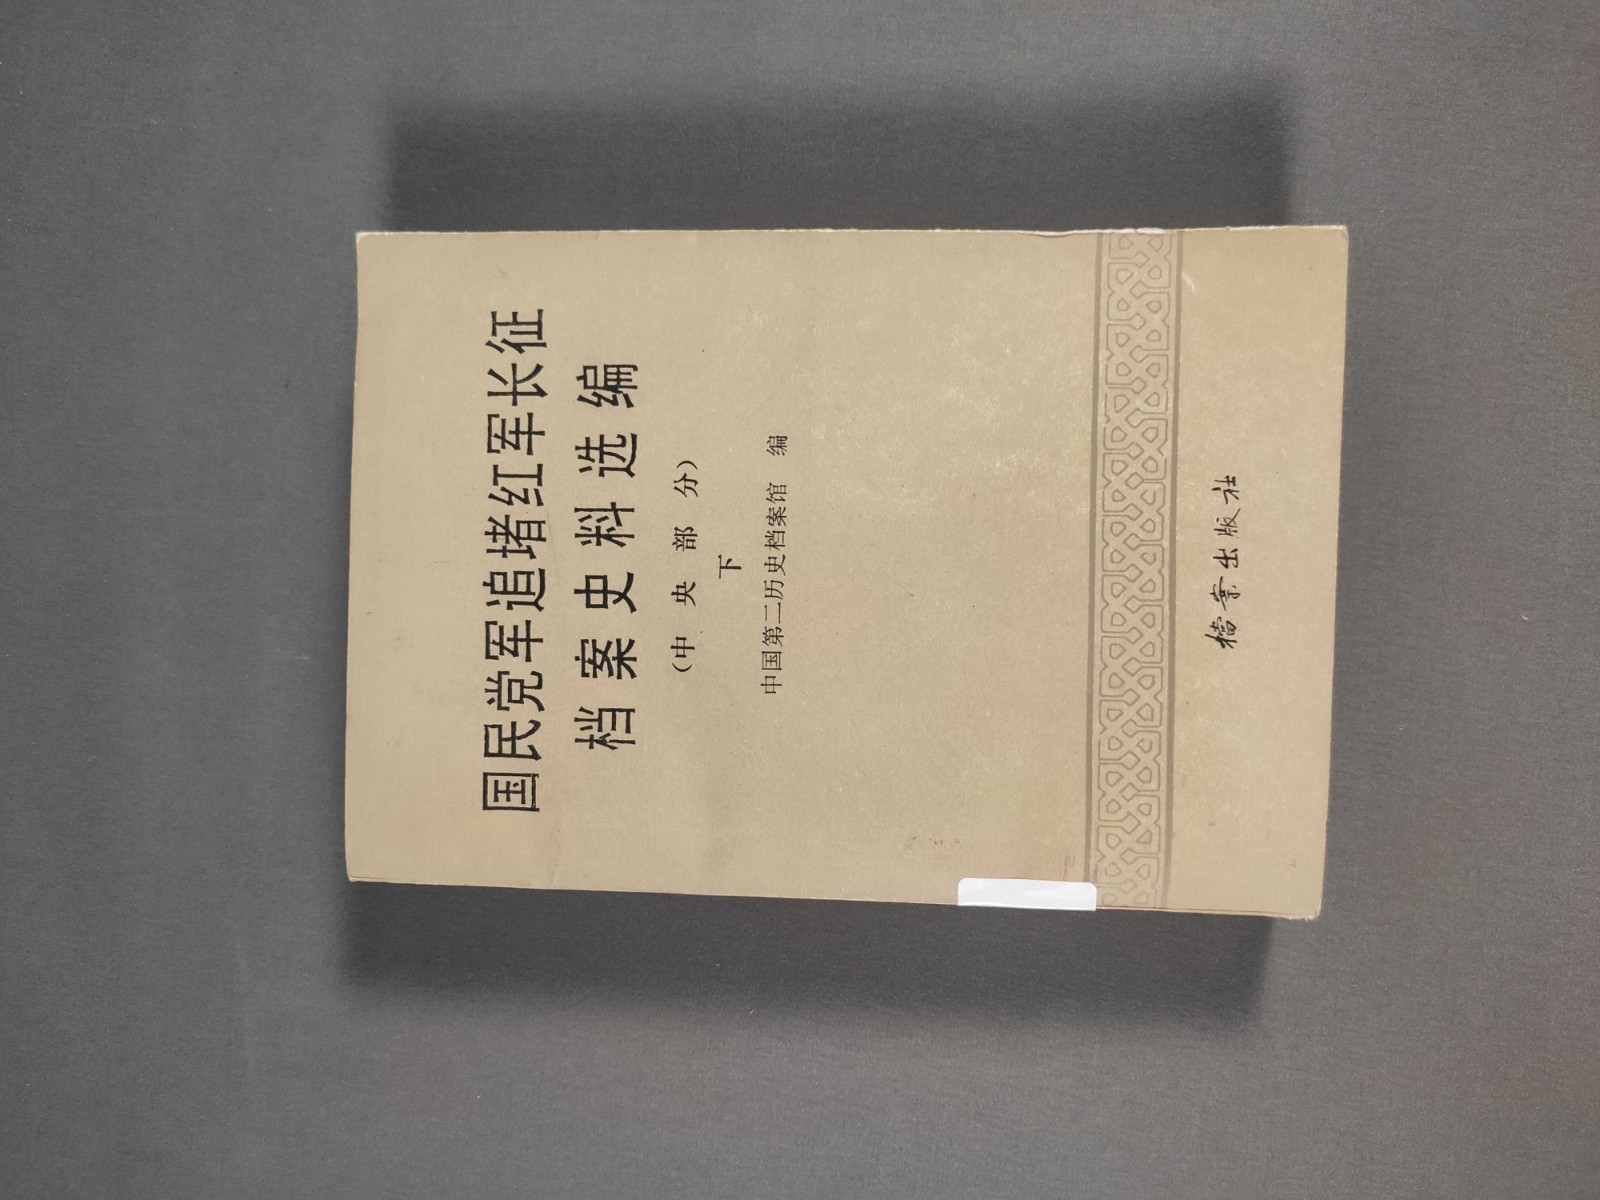 国民党军追堵红军长征
档案史料选编
（中央部分）
下
中国第二历史档案馆 编
檔案出版社